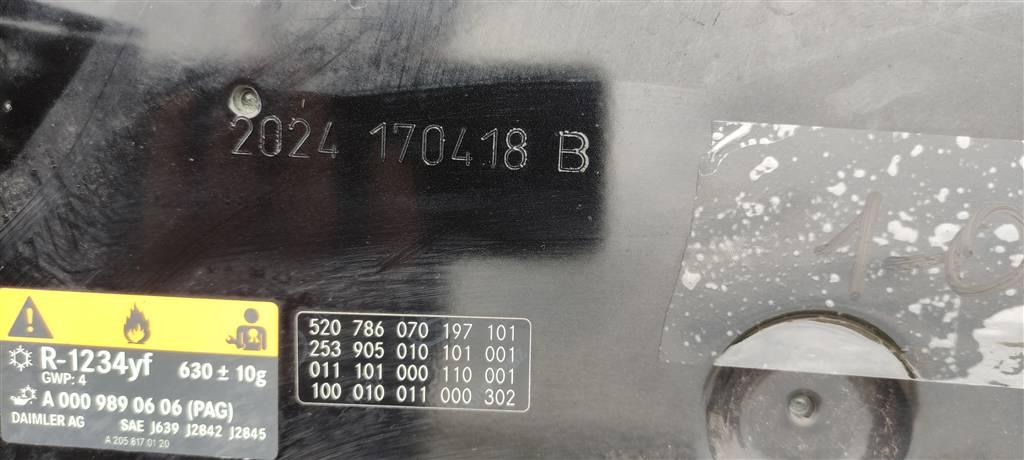 2024 170418 B
1-0
R-1234yf 630 ± 10g
GWP: 4
A 000 989 06 06 (PAG)
DAIMLER AG SAE J639 J2842 J2845
A 205 817 01 20
520 786 070 197 101
253 905 010 101 001
011 101 000 110 001
100 010 011 000 302